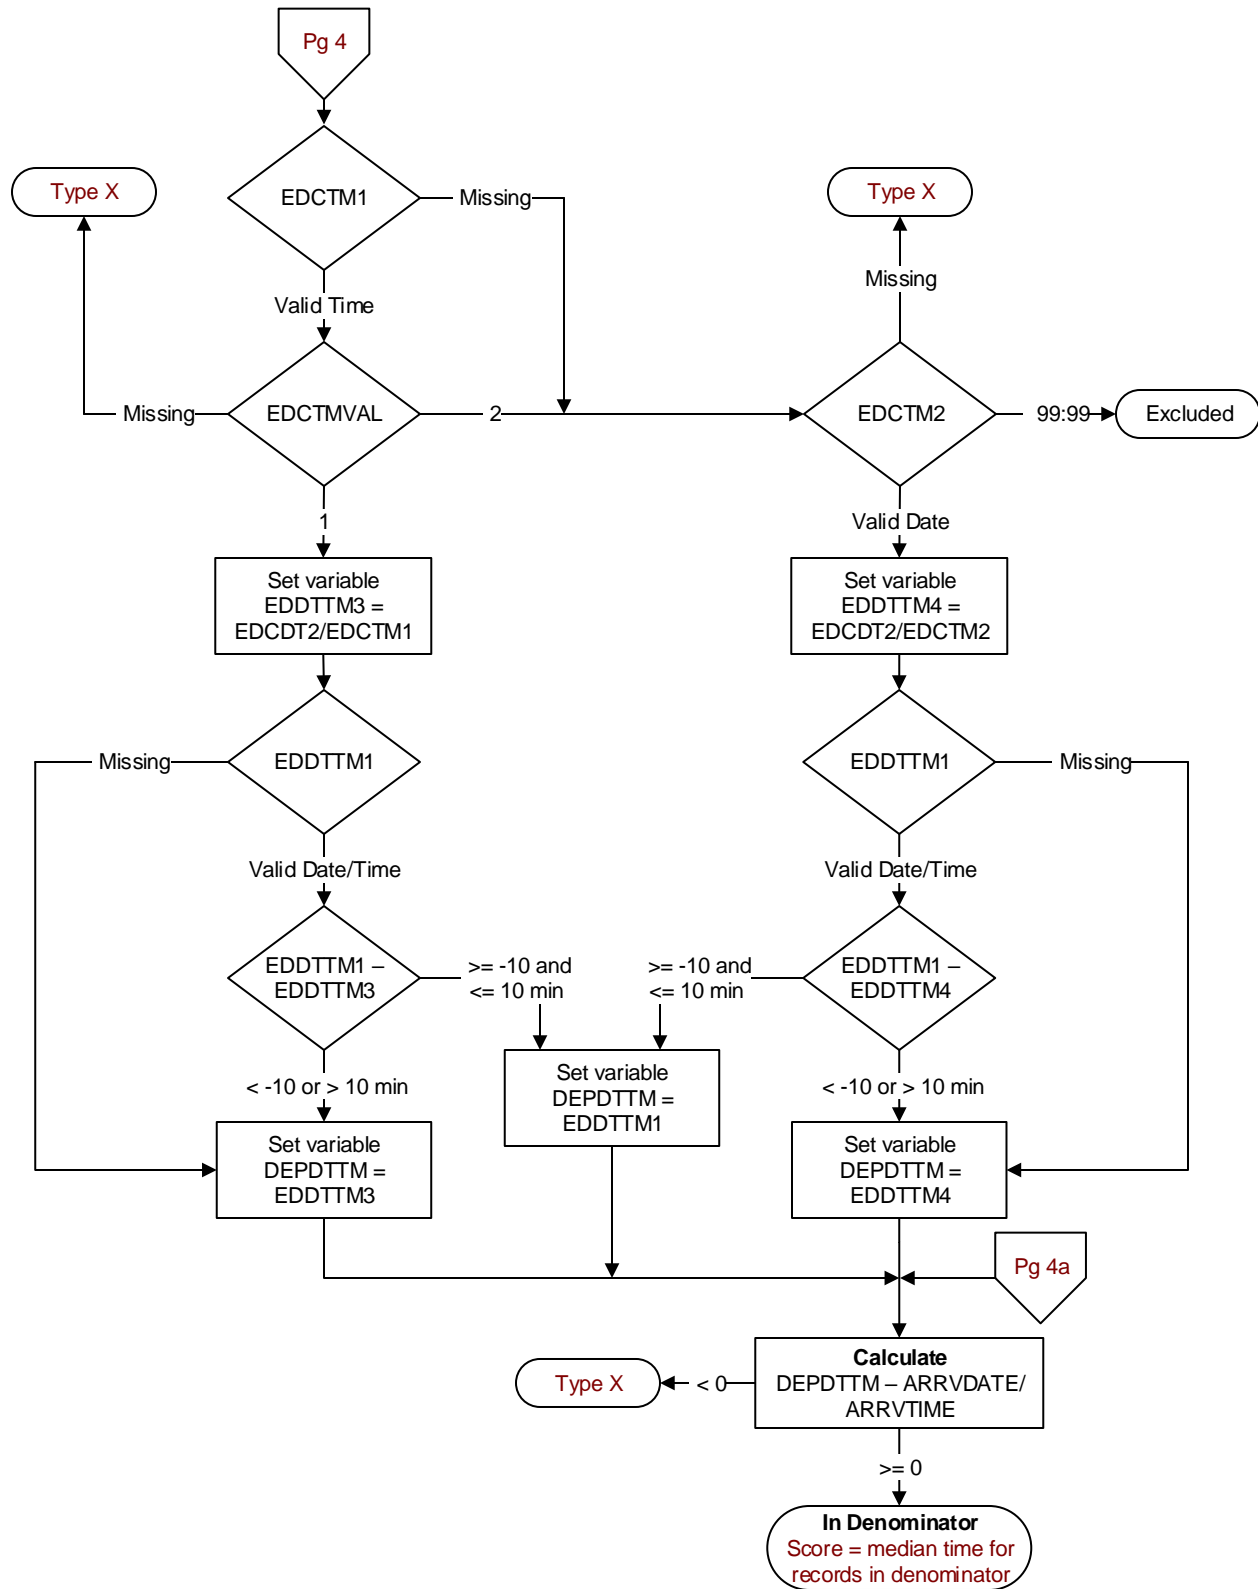 Pg 4
EDCTM1
Missing
Type X
Type X
Missing
Valid Time
Missing
EDCTMVAL
2
EDCTM2
99:99
Excluded
1
Valid Date
Set variable
EDDTTM3 =
EDCDT2/EDCTM1
Set variable
EDDTTM4 =
EDCDT2/EDCTM2
Missing
EDDTTM1
EDDTTM1
Missing
Valid Date/Time
Valid Date/Time
EDDTTM1 –
EDDTTM3
>= -10 and
<= 10 min
>= -10 and
<= 10 min
EDDTTM1 –
EDDTTM4
< -10 or > 10 min
Set variable
DEPDTTM =
EDDTTM1
< -10 or > 10 min
Set variable
DEPDTTM =
EDDTTM3
Set variable
DEPDTTM =
EDDTTM4
Pg 4a
Type X
< 0
Calculate
DEPDTTM – ARRVDATE/
ARRVTIME
>= 0
In Denominator
Score = median time for
records in denominator